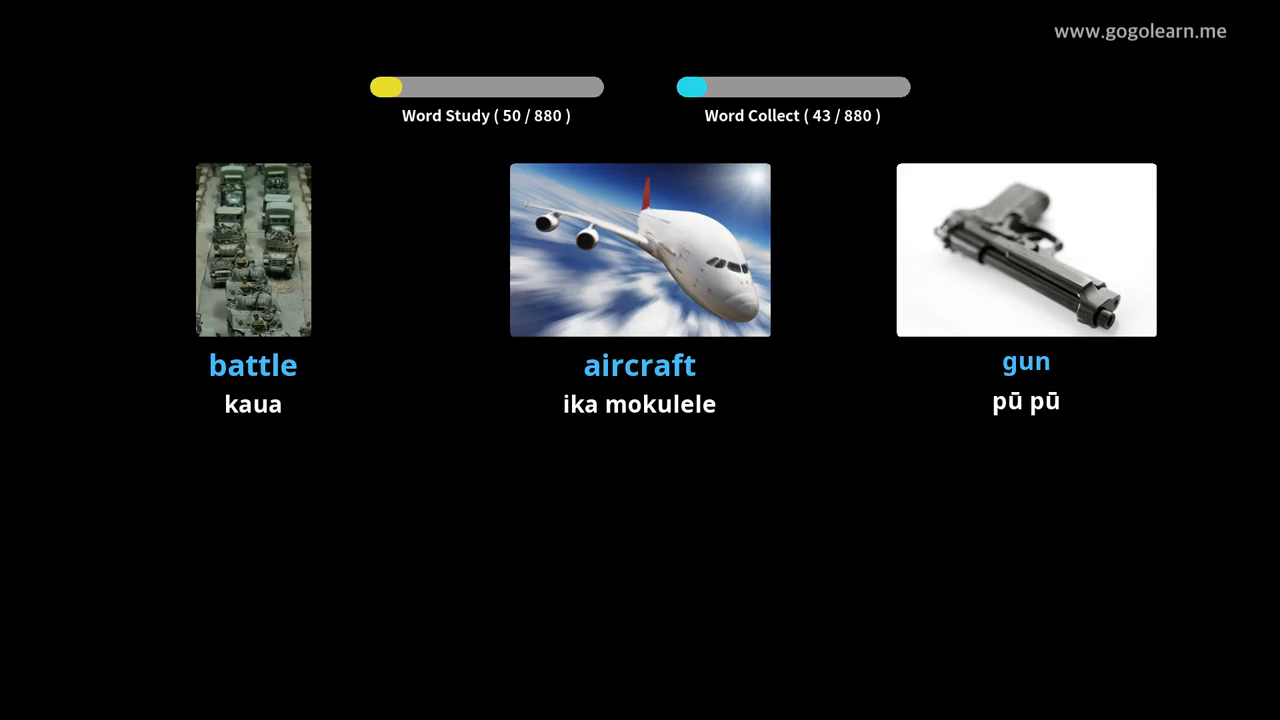 www.gogolearn.me
Word Study ( 50 / 880 )
Word Collect ( 43 / 880 )
battle
aircraft
gun
kaua
ika mokulele
pū pū